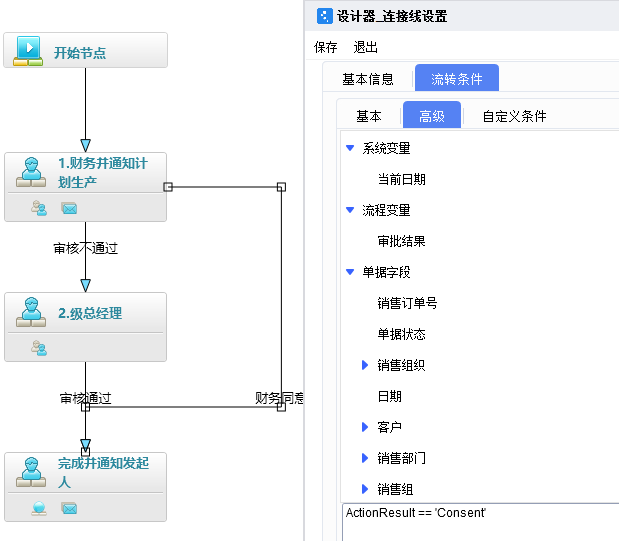 开始节点
1.财务并通知计
划生产
审核不通过
2.级总经理
审核通过
财务同意
完成并通知发起
人
设计器_连接线设置
保存 退出
基本信息 流转条件
基本 高级 自定义条件
系统变量
当前日期
流程变量
审批结果
单据字段
销售订单号
单据状态
销售组织
日期
客户
销售部门
销售组
ActionResult == 'Consent'